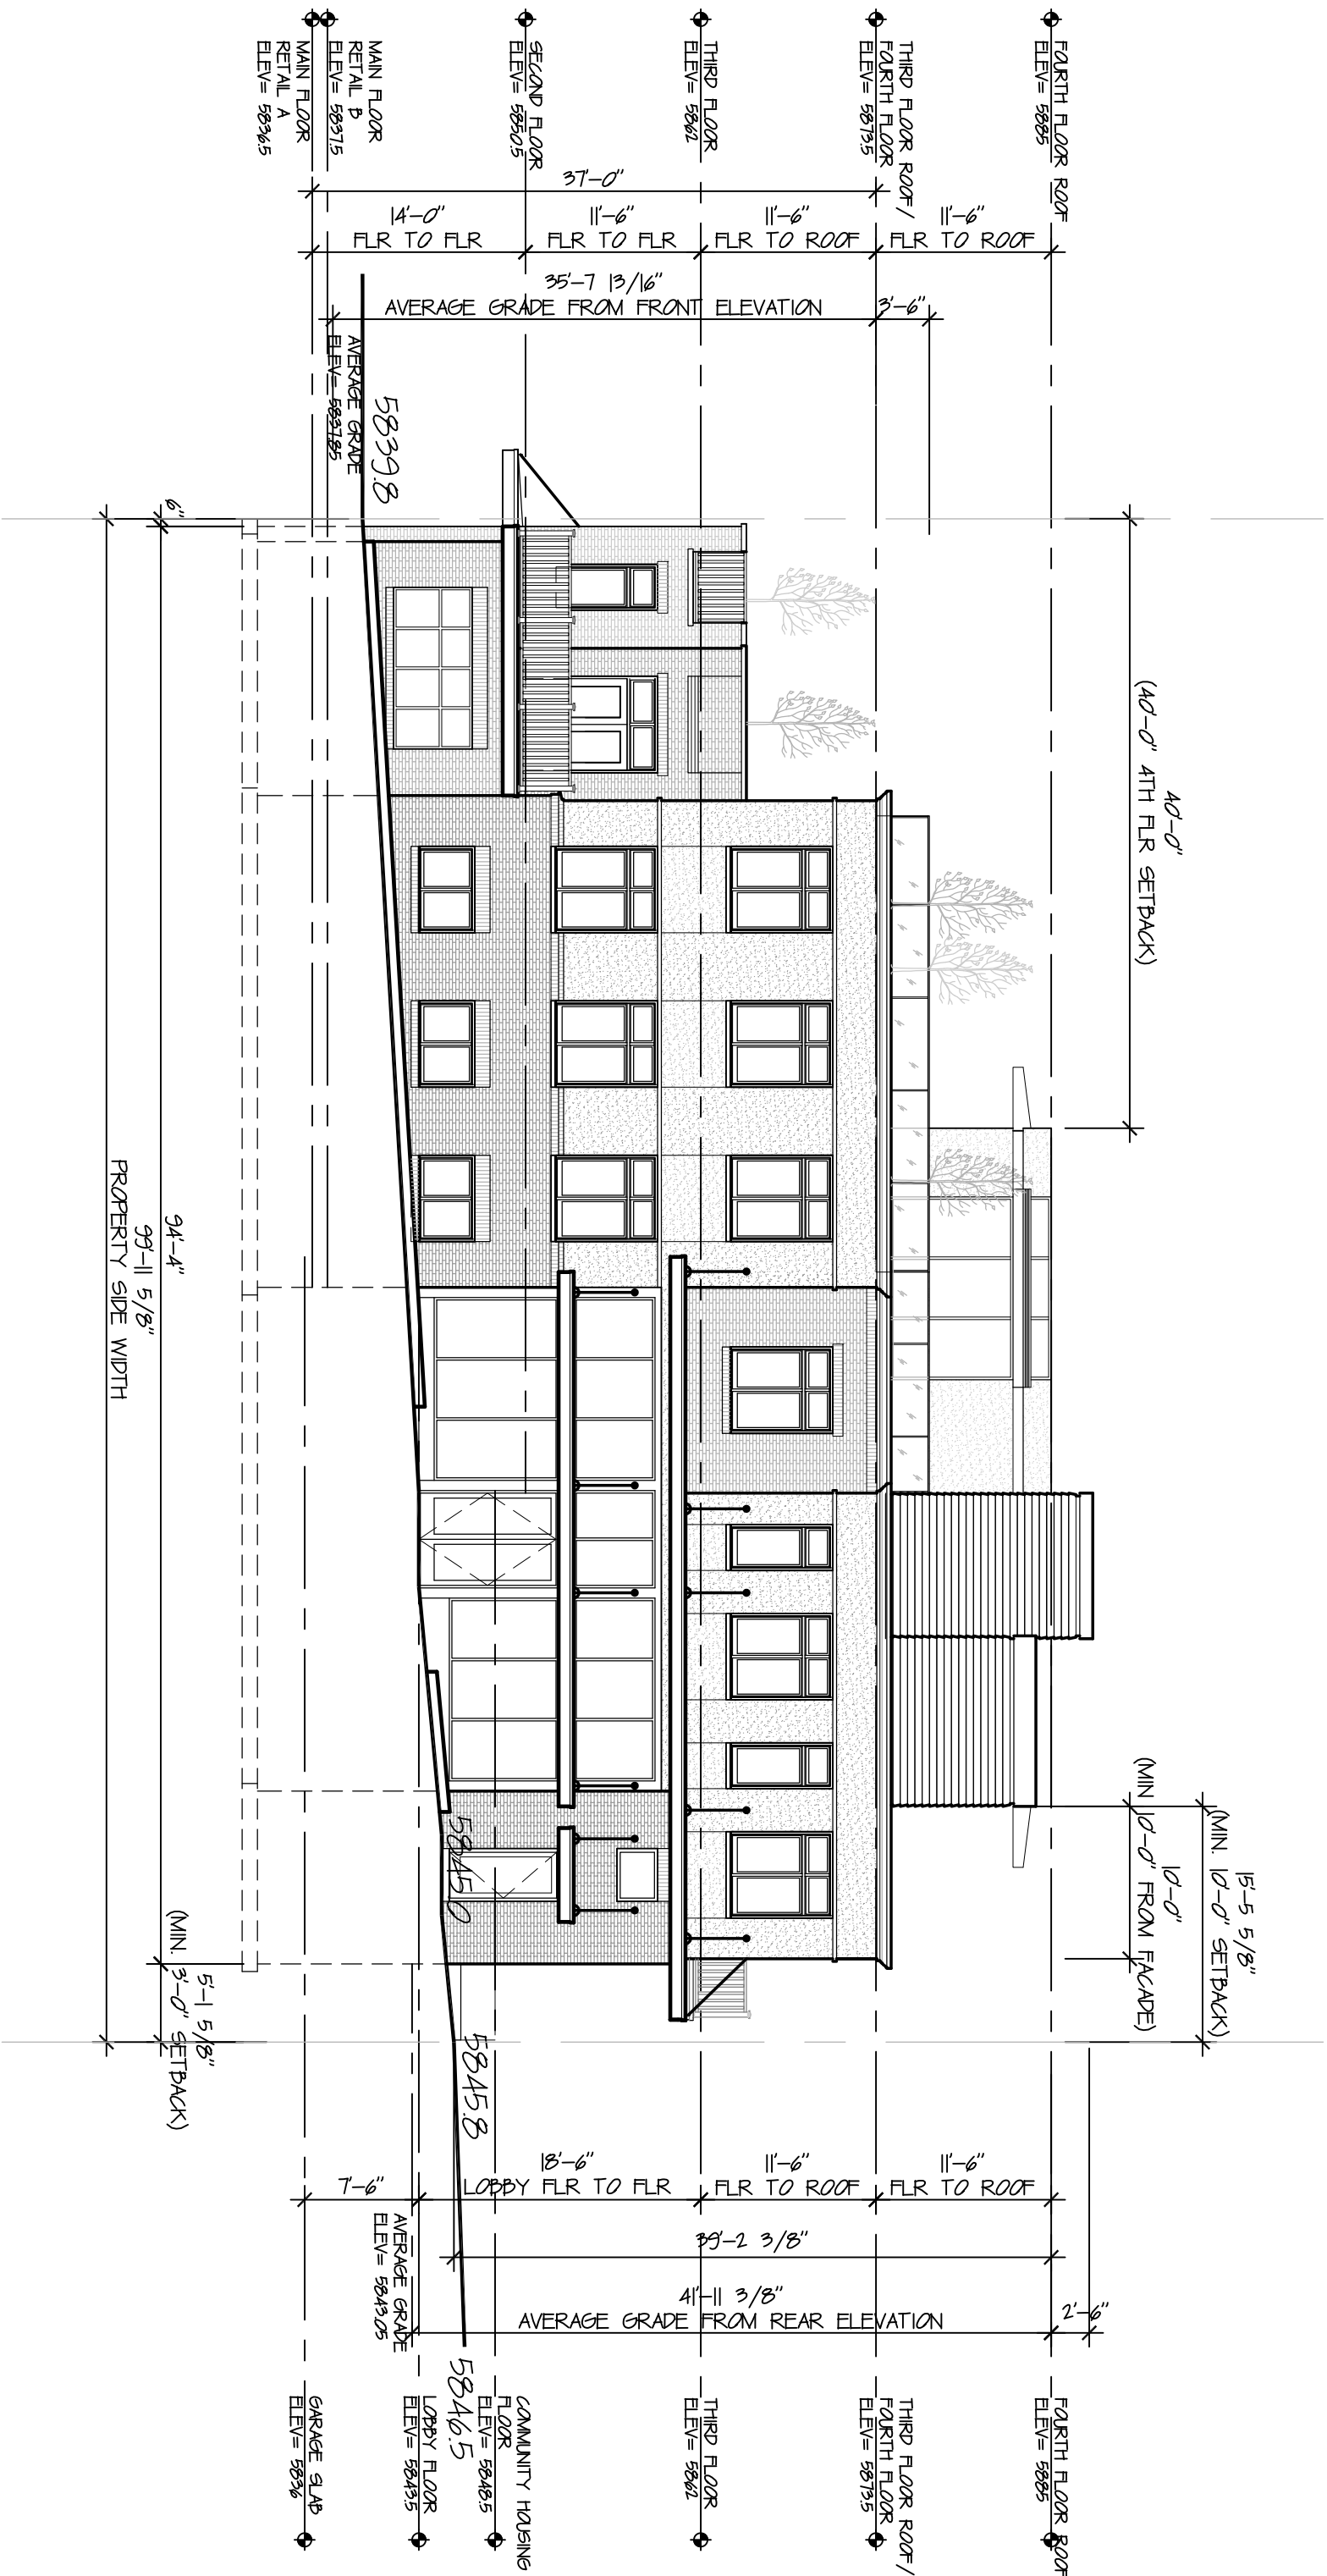 FOURTH FLOOR ROOF
ELEV= 5885
THIRD FLOOR ROOF/
FOURTH FLOOR
ELEV= 5873.5
THIRD FLOOR
ELEV= 5862
SECOND FLOOR
ELEV= 5850.5
MAIN FLOOR
RETAIL B
ELEV= 5837.5
MAIN FLOOR
RETAIL A
ELEV= 5836.5
37'-0"
11'-6"
FLR TO ROOF
11'-6"
FLR TO ROOF
11'-6"
FLR TO FLR
14'-0"
FLR TO FLR
3'-6"
35'-7 13/16"
AVERAGE GRADE FROM FRONT ELEVATION
AVERAGE GRADE
ELEV= 5837.85
5839.8
40'-0"
(40'-0" 4TH FLR SETBACK)
15'-5 5/8"
(MIN. 10'-0" SETBACK)
10'-0"
(MIN 10'-0" FROM FACADE)
5845.0
5845.8
5846.5
6"
94'-4"
5'-1 5/8"
(MIN. 3'-0" SETBACK)
99'-11 5/8"
PROPERTY SIDE WIDTH
11'-6"
FLR TO ROOF
11'-6"
FLR TO ROOF
18'-6"
LOBBY FLR TO FLR
7'-6"
39'-2 3/8"
2'-6"
41'-11 3/8"
AVERAGE GRADE FROM REAR ELEVATION
AVERAGE GRADE
ELEV= 5843.05
FOURTH FLOOR ROOF
ELEV= 5885
THIRD FLOOR ROOF/
FOURTH FLOOR
ELEV= 5873.5
THIRD FLOOR
ELEV= 5862
COMMUNITY HOUSING
FLOOR
ELEV= 5848.5
LOBBY FLOOR
ELEV= 5843.5
GARAGE SLAB
ELEV= 5836